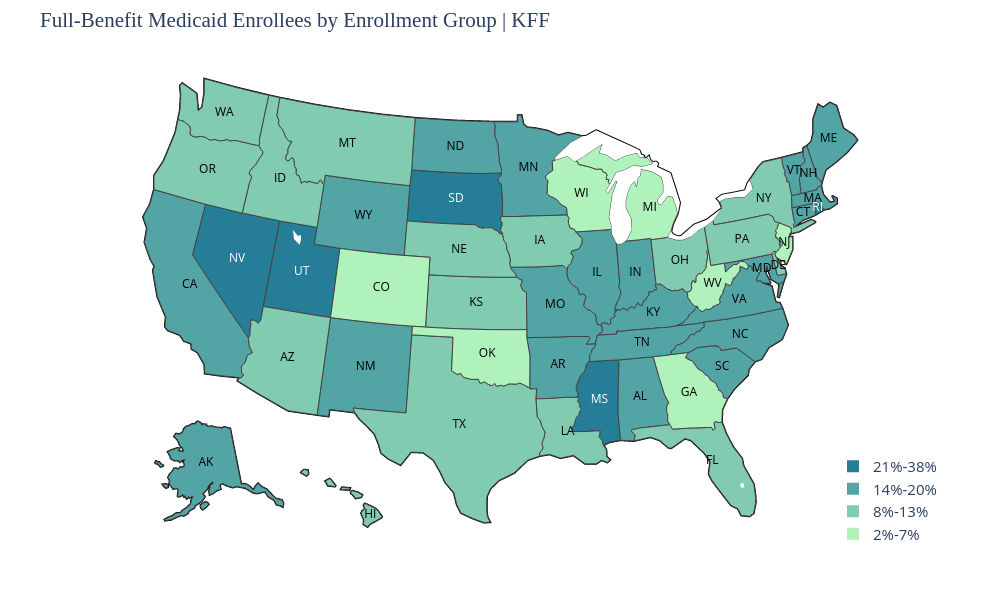 Full-Benefit Medicaid Enrollees by Enrollment Group | KFF
WA
MT
ND
MN
ME
OR
ID
SD
WI
VT
NH
WY
MI
NY
MA
RI
CT
NV
UT
NE
IA
PA
NJ
CA
CO
KS
IL
IN
OH
MD
DE
WV
MO
KY
VA
AZ
NM
OK
AR
TN
NC
SC
TX
LA
MS
AL
GA
FL
AK
HI
21%-38%
14%-20%
8%-13%
2%-7%